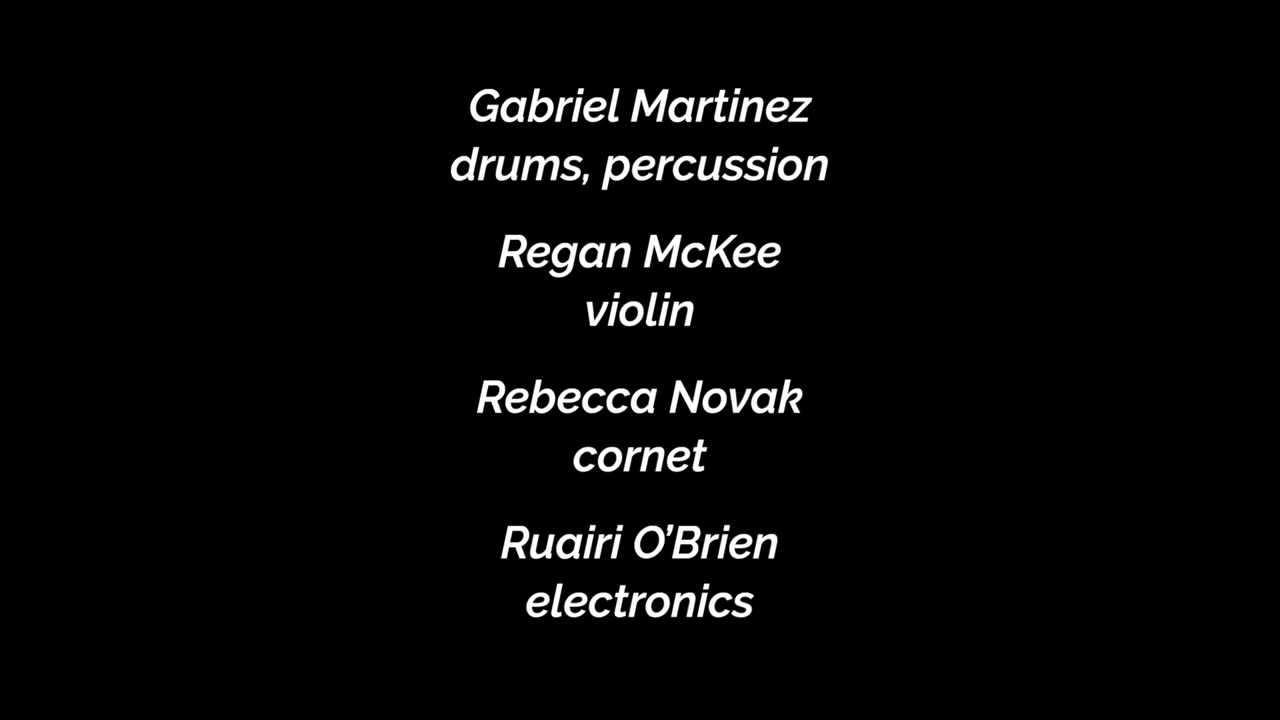 Gabriel Martinez
drums, percussion
Regan McKee
violin
Rebecca Novak
cornet
Ruairi O’Brien
electronics